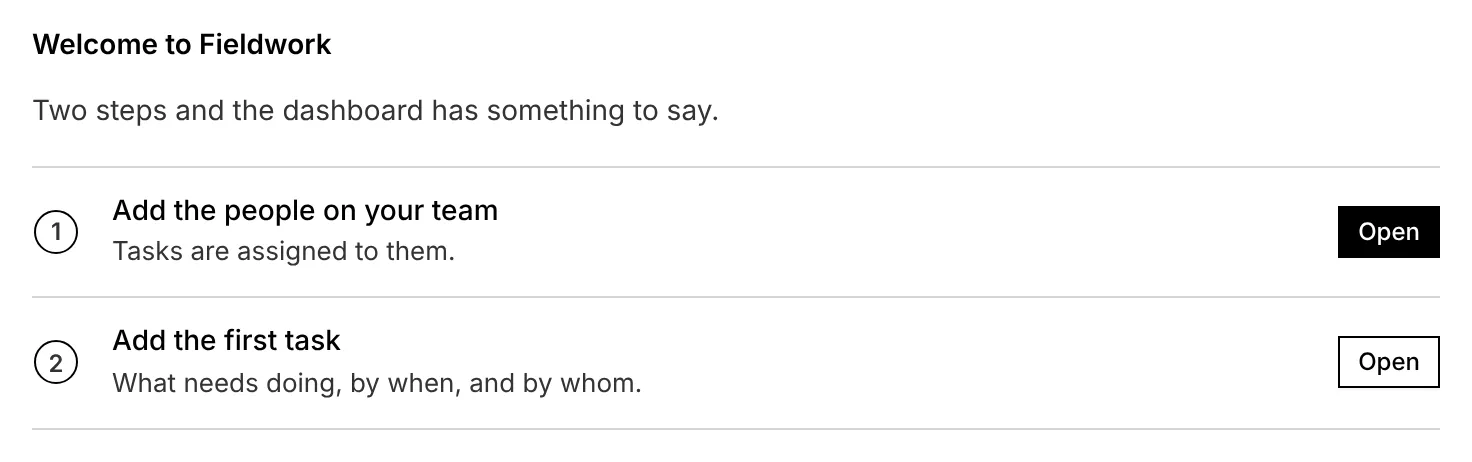 Welcome to Fieldwork
Two steps and the dashboard has something to say.
1
Add the people on your team
Tasks are assigned to them.
Open
2
Add the first task
What needs doing, by when, and by whom.
Open